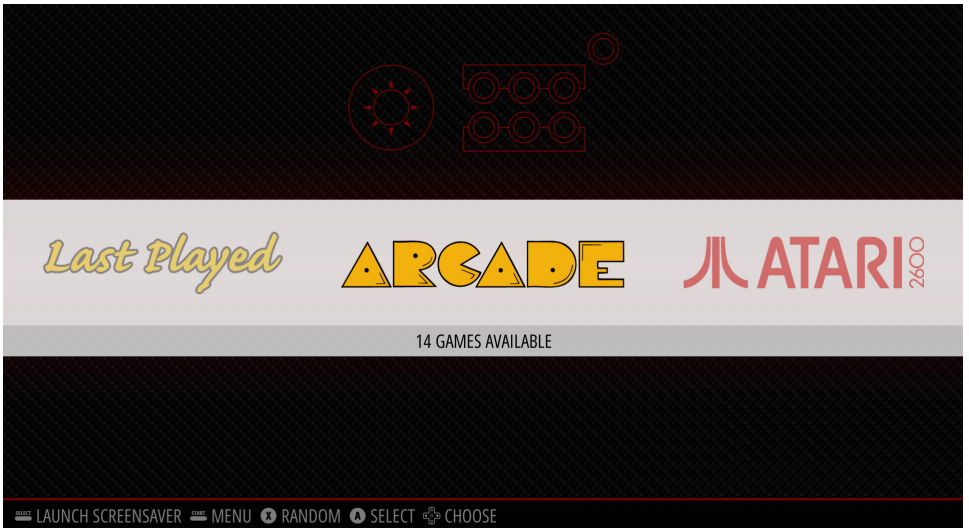 Last Played
ARCADE
ATARI 2600
14 GAMES AVAILABLE
SELECT LAUNCH SCREENSAVER START MENU X RANDOM A SELECT CHOOSE